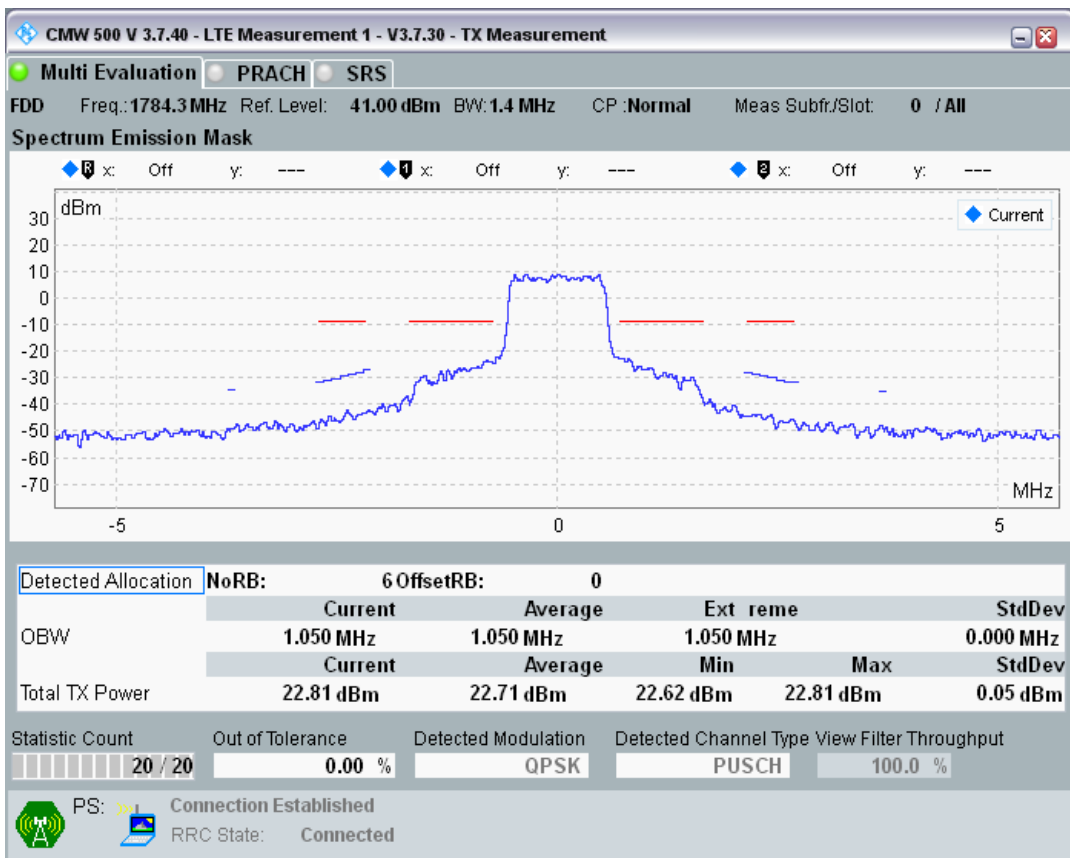 CMW 500 V 3.7.40 - LTE Measurement 1 - V3.7.30 - TX Measurement
Multi Evaluation PRACH SRS
FDD Freq.: 1784.3 MHz Ref. Level: 41.00 dBm BW: 1.4 MHz CP :Normal Meas Subfr./Slot: 0 / All
Spectrum Emission Mask
R x: Off y: --- 1 x: Off y: --- 2 x: Off y: ---
dBm
Current
30
20
10
0
-10
-20
-30
-40
-50
-60
-70
MHz
-5 0 5
Detected Allocation NoRB: 6 OffsetRB: 0
Current Average Ext reme StdDev
OBW 1.050 MHz 1.050 MHz 1.050 MHz 0.000 MHz
Current Average Min Max StdDev
Total TX Power 22.81 dBm 22.71 dBm 22.62 dBm 22.81 dBm 0.05 dBm
Statistic Count Out of Tolerance Detected Modulation Detected Channel Type View Filter Throughput
20 / 20 0.00 % QPSK PUSCH 100.0 %
PS: Connection Established
RRC State: Connected